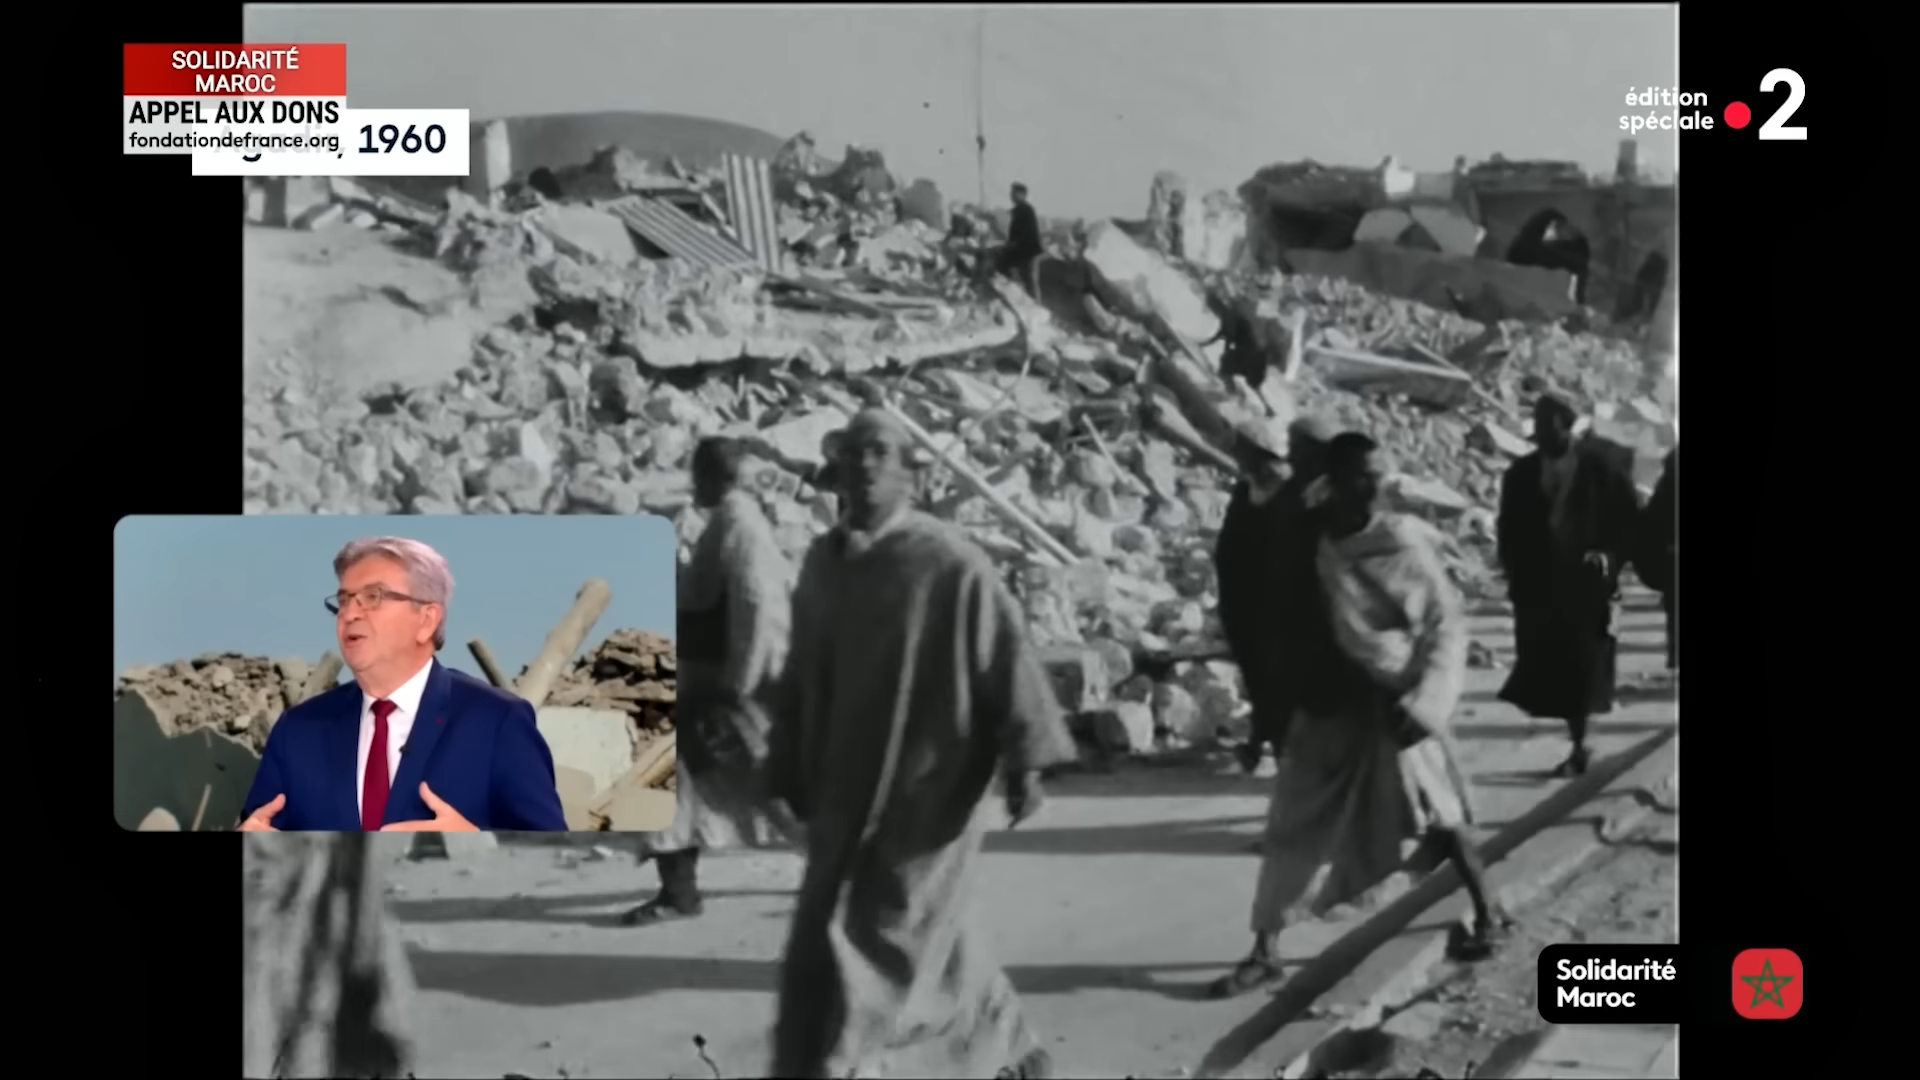 SOLIDARITÉ
MAROC
APPEL AUX DONS
fondationdefrance.org
1960
édition
spéciale
2
Solidarité
Maroc